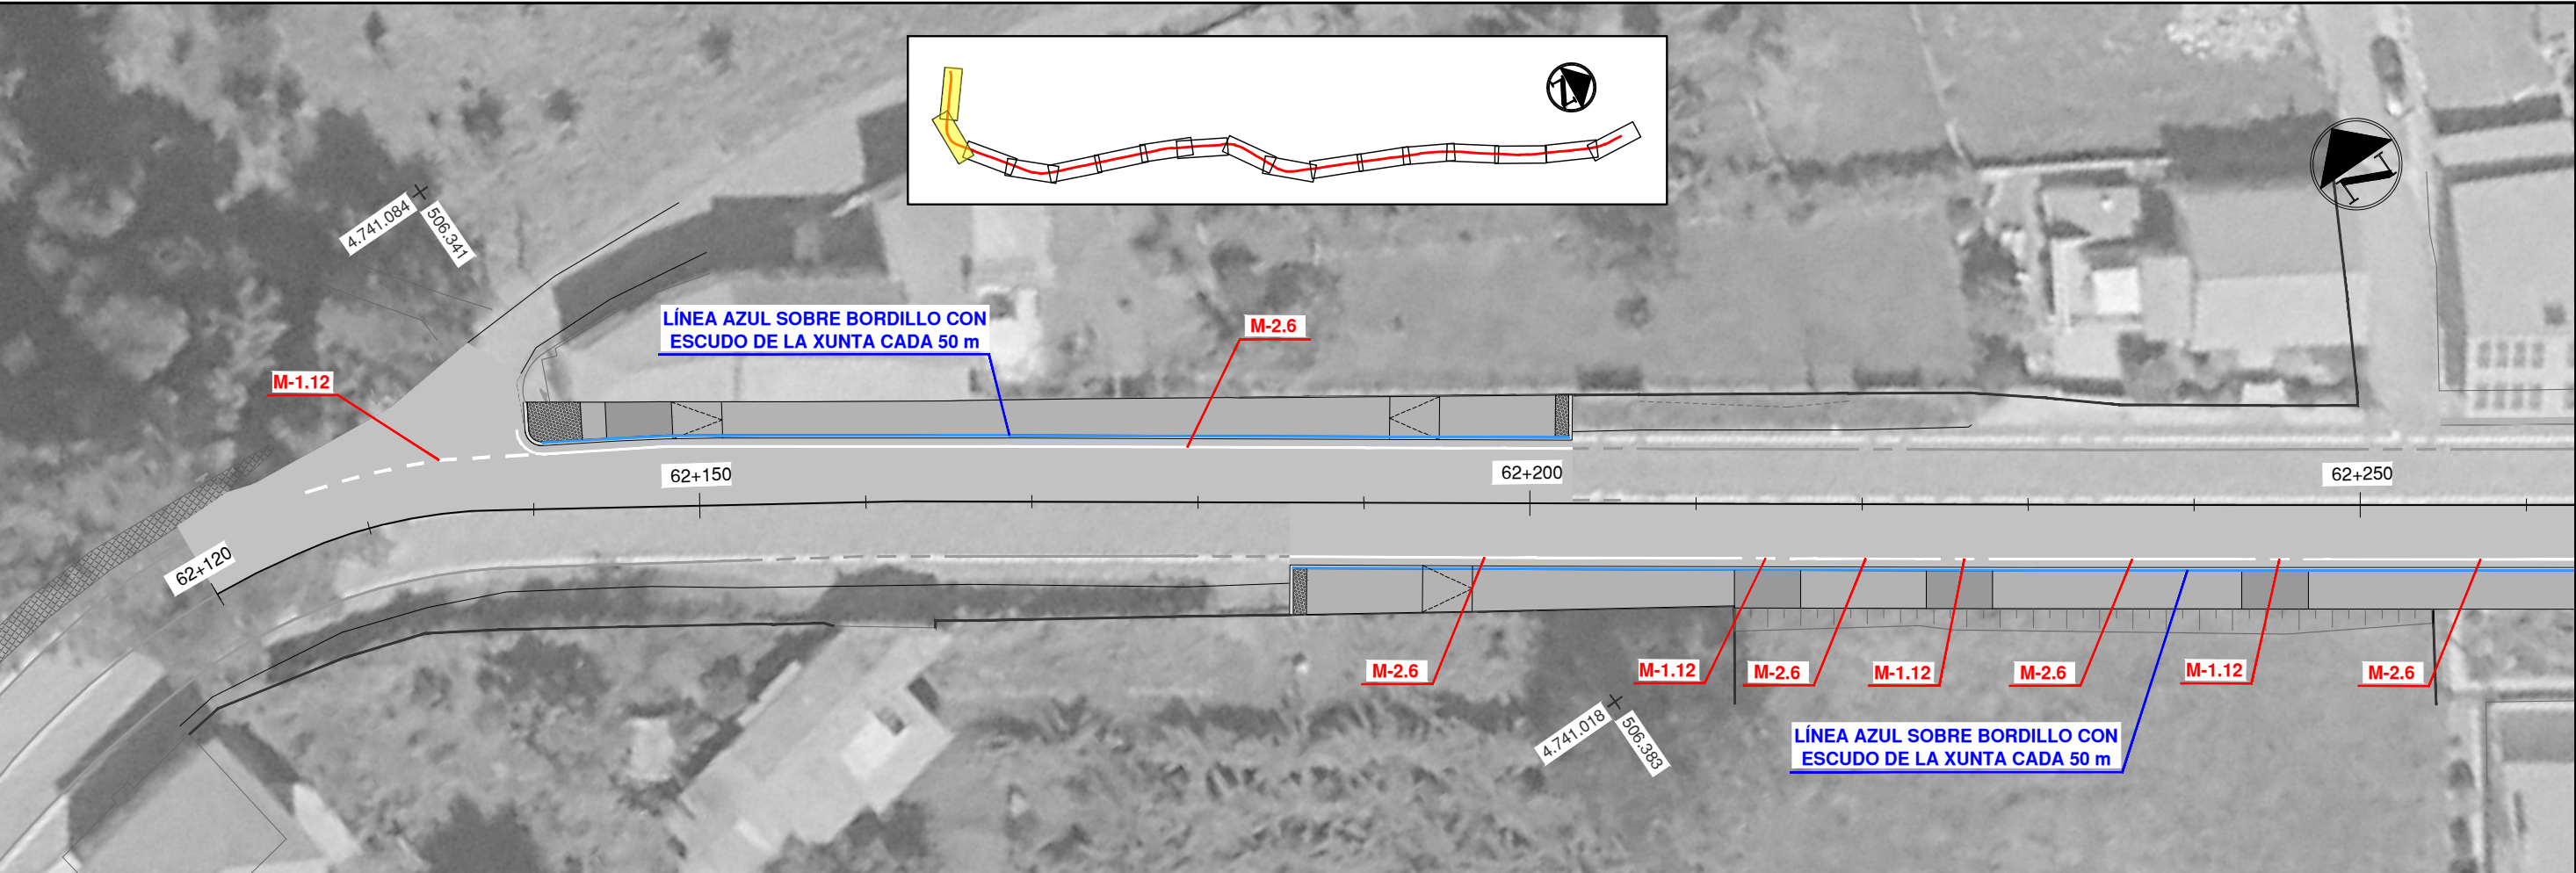 N
N
4.741.084
506.341
LÍNEA AZUL SOBRE BORDILLO CON
ESCUDO DE LA XUNTA CADA 50 m
M-2.6
M-1.12
62+150
62+200
62+250
62+120
M-2.6
M-1.12
M-2.6
M-1.12
M-2.6
M-1.12
M-2.6
4.741.018
506.383
LÍNEA AZUL SOBRE BORDILLO CON
ESCUDO DE LA XUNTA CADA 50 m